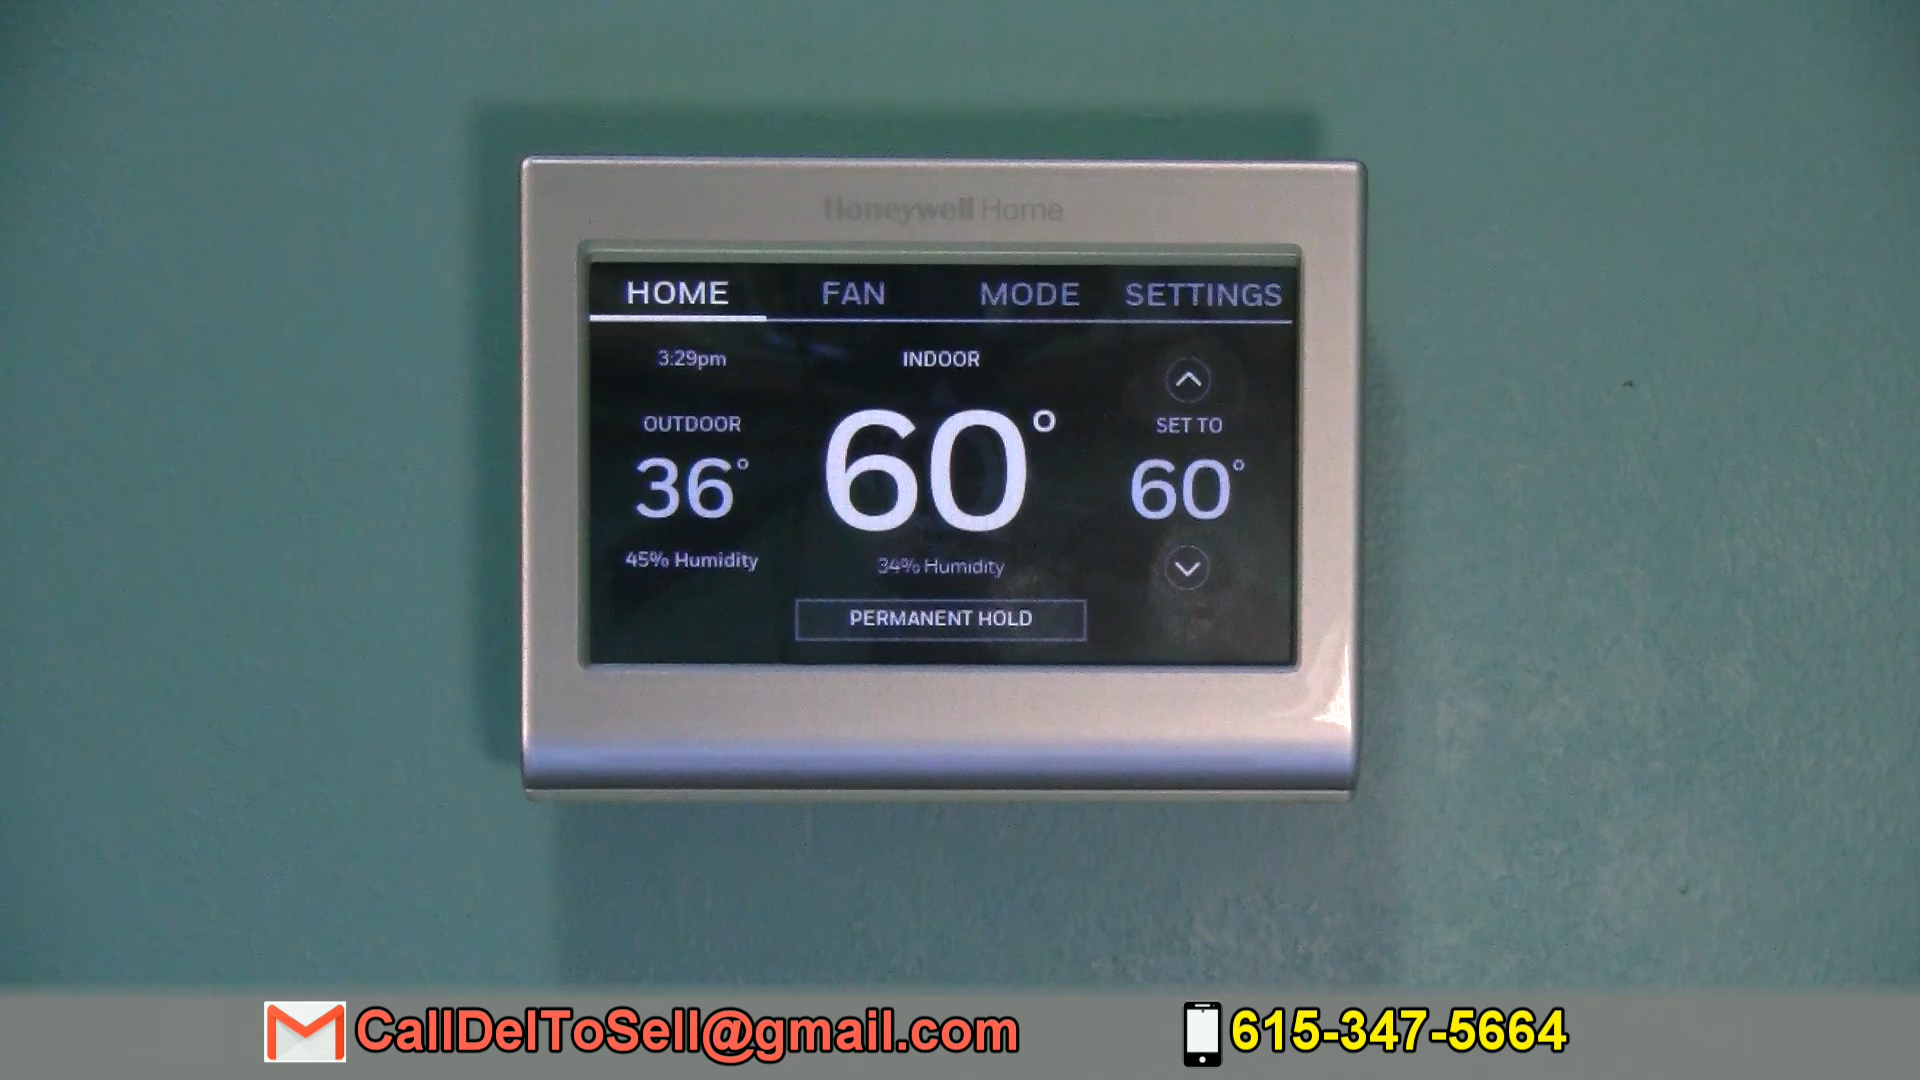 Honeywell Home
HOME FAN MODE SETTINGS
3:29pm
OUTDOOR
36°
45% Humidity
INDOOR
60°
34% Humidity
PERMANENT HOLD
SET TO
60°
CallDelToSell@gmail.com
615-347-5664